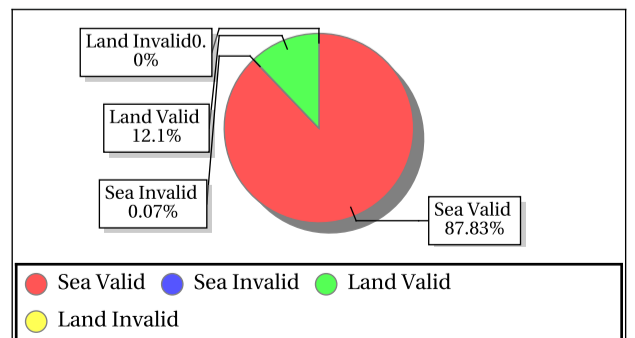 Land Invalid0.
0%
Land Valid
12.1%
Sea Invalid
0.07%
Sea Valid
87.83%
Sea Valid Sea Invalid Land Valid
Land Invalid